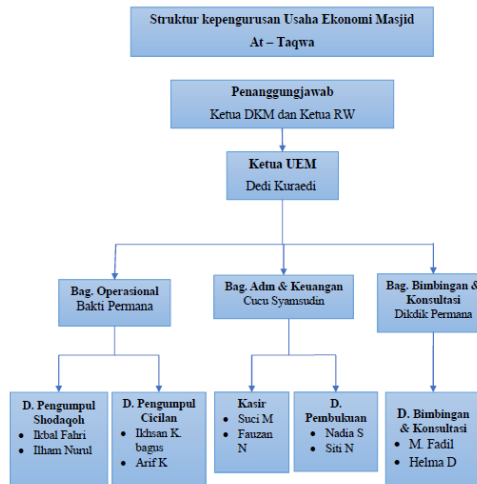 Struktur kepengurusan Usaha Ekonomi Masjid
At – Taqwa
Penanggungjawab
Ketua DKM dan Ketua RW
Ketua UEM
Dedi Kuraedi
Bag. Operasional
Bakti Permana
Bag. Adm & Keuangan
Cucu Syamsudin
Bag. Bimbingan &
Konsultasi
Dikdik Permana
D. Pengumpul
Shodaqoh
• Ikbal Fahri
• Ilham Nurul
D. Pengumpul
Cicilan
• Ikhsan K.
bagus
• Arif K
Kasir
• Suci M
• Fauzan
N
D.
Pembukuan
• Nadia S
• Siti N
D. Bimbingan &
Konsultasi
• M. Fadil
• Helma D